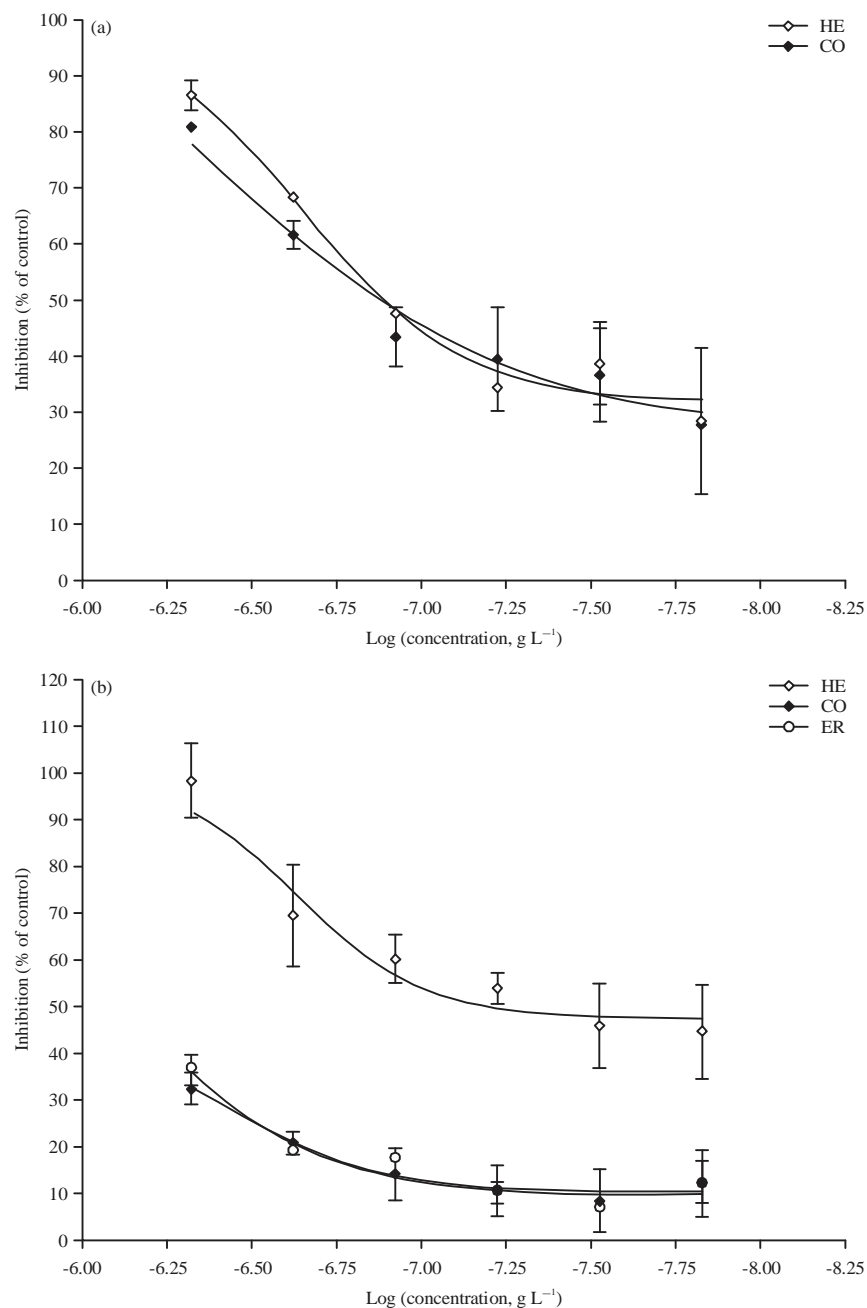 (a)
HE
CO
100
90
80
70
60
50
40
30
20
10
0
Inhibition (% of control)
-6.00 -6.25 -6.50 -6.75 -7.00 -7.25 -7.50 -7.75 -8.00 -8.25
Log (concentration, g L⁻¹)
(b)
HE
CO
ER
120
110
100
90
80
70
60
50
40
30
20
10
0
Inhibition (% of control)
-6.00 -6.25 -6.50 -6.75 -7.00 -7.25 -7.50 -7.75 -8.00 -8.25
Log (concentration, g L⁻¹)